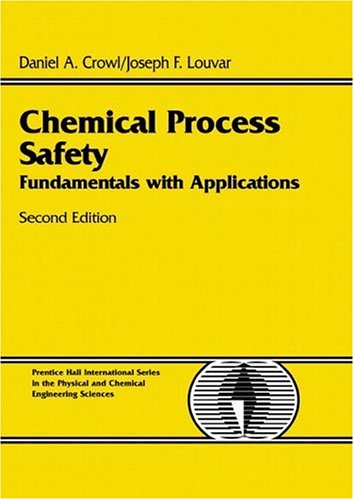 Daniel A. Crowl/Joseph F. Louvar
Chemical Process
Safety
Fundamentals with Applications
Second Edition
Prentice Hall International Series
in the Physical and Chemical
Engineering Sciences